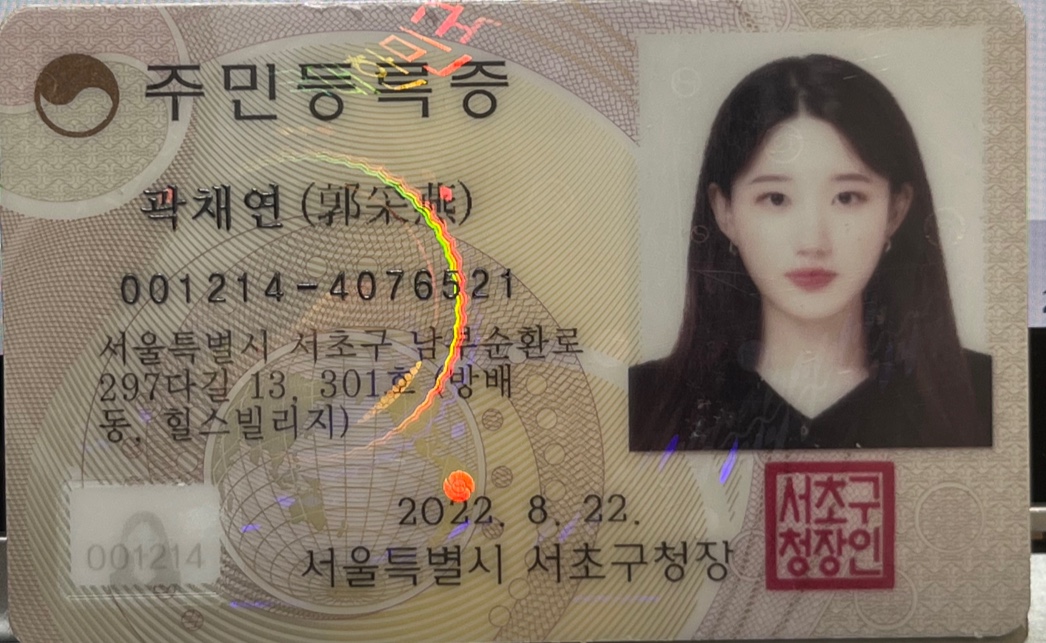 주민등록증
곽채연(郭采燕)
001214-4076521
서울특별시 서초구 남부순환로
297다길 13, 301호 (방배
동, 힐스빌리지)
001214
2022. 8. 22.
서울특별시 서초구청장
서초구
청장인